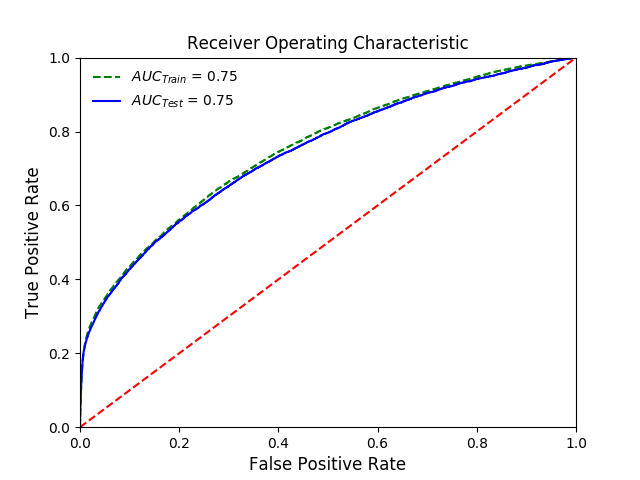 Receiver Operating Characteristic
AUC_Train = 0.75
AUC_Test = 0.75
True Positive Rate
1.0
0.8
0.6
0.4
0.2
0.0
0.0 0.2 0.4 0.6 0.8 1.0
False Positive Rate